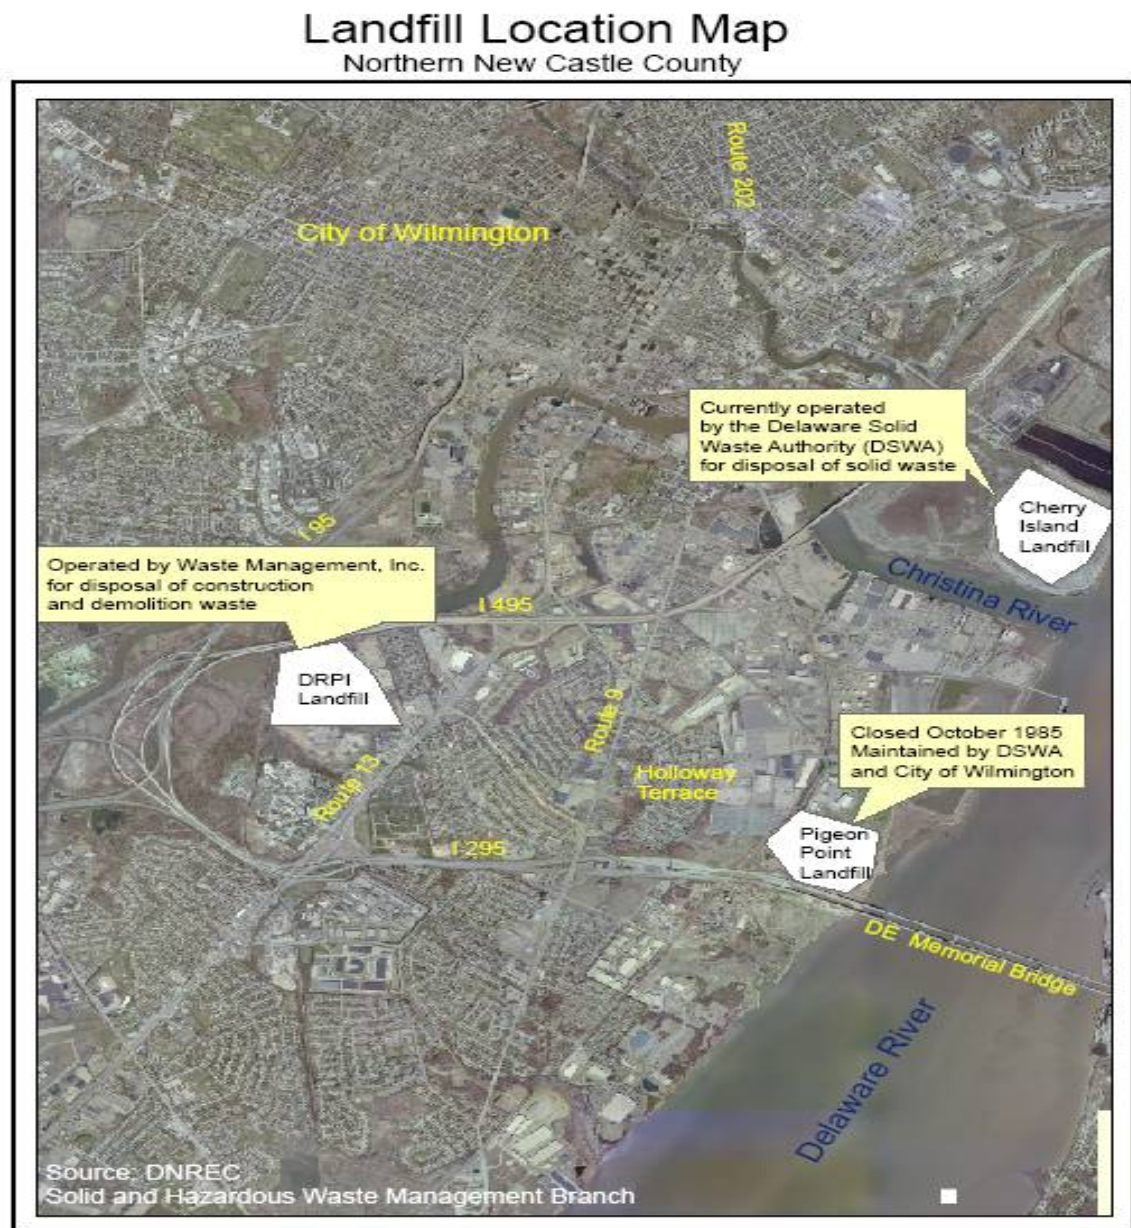 Landfill Location Map
Northern New Castle County
Route 202
City of Wilmington
Currently operated
by the Delaware Solid
Waste Authority (DSWA)
for disposal of solid waste
Cherry
Island
Landfill
I 95
Operated by Waste Management, Inc.
for disposal of construction
and demolition waste
I 495
Christina River
DRPI
Landfill
Route 9
Route 13
Holloway
Terrace
Closed October 1985
Maintained by DSWA
and City of Wilmington
I 295
Pigeon
Point
Landfill
DE Memorial Bridge
Delaware River
Source: DNREC
Solid and Hazardous Waste Management Branch